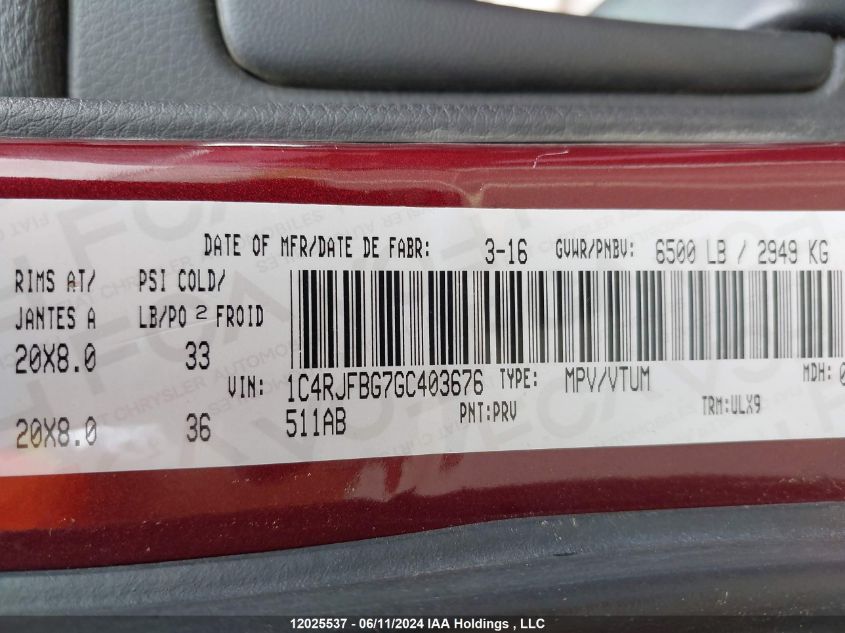 DATE OF MFR/DATE DE FABR: 3-16 GVWR/PNBV: 6500 LB / 2949 KG
RIMS AT/ PSI COLD/
JANTES A LB/PO 2 FROID
20X8.0 33
VIN: 1C4RJFBG7GC403676 TYPE: MPV/VTUM MDH: 0
20X8.0 36 511AB PNT:PRV TRM:ULX9
12025537 - 06/11/2024 IAA Holdings , LLC